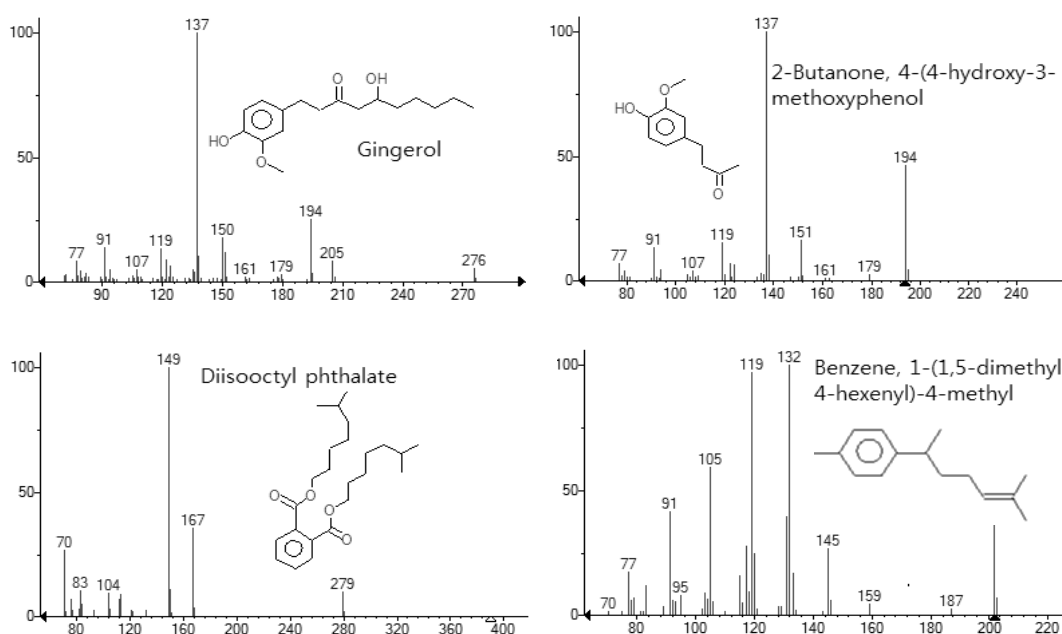 100
137
O OH
194
50
150
119
91
205
77
107
276
161
179
0
HO
O
Gingerol
90 120 150 180 210 240 270
100
137
2-Butanone, 4-(4-hydroxy-3-
methoxyphenol
O
HO
O
194
50
119
151
91
77
107
161
179
0
80 100 120 140 160 180 200 220 240
100
149
Diisooctyl phthalate
O
O
O
O
50
167
70
83
104
279
0
80 120 160 200 240 280 320 360 400
100
132
119
Benzene, 1-(1,5-dimethyl
4-hexenyl)-4-methyl
105
50
91
145
77
95
70
159
187
0
80 100 120 140 160 180 200 220